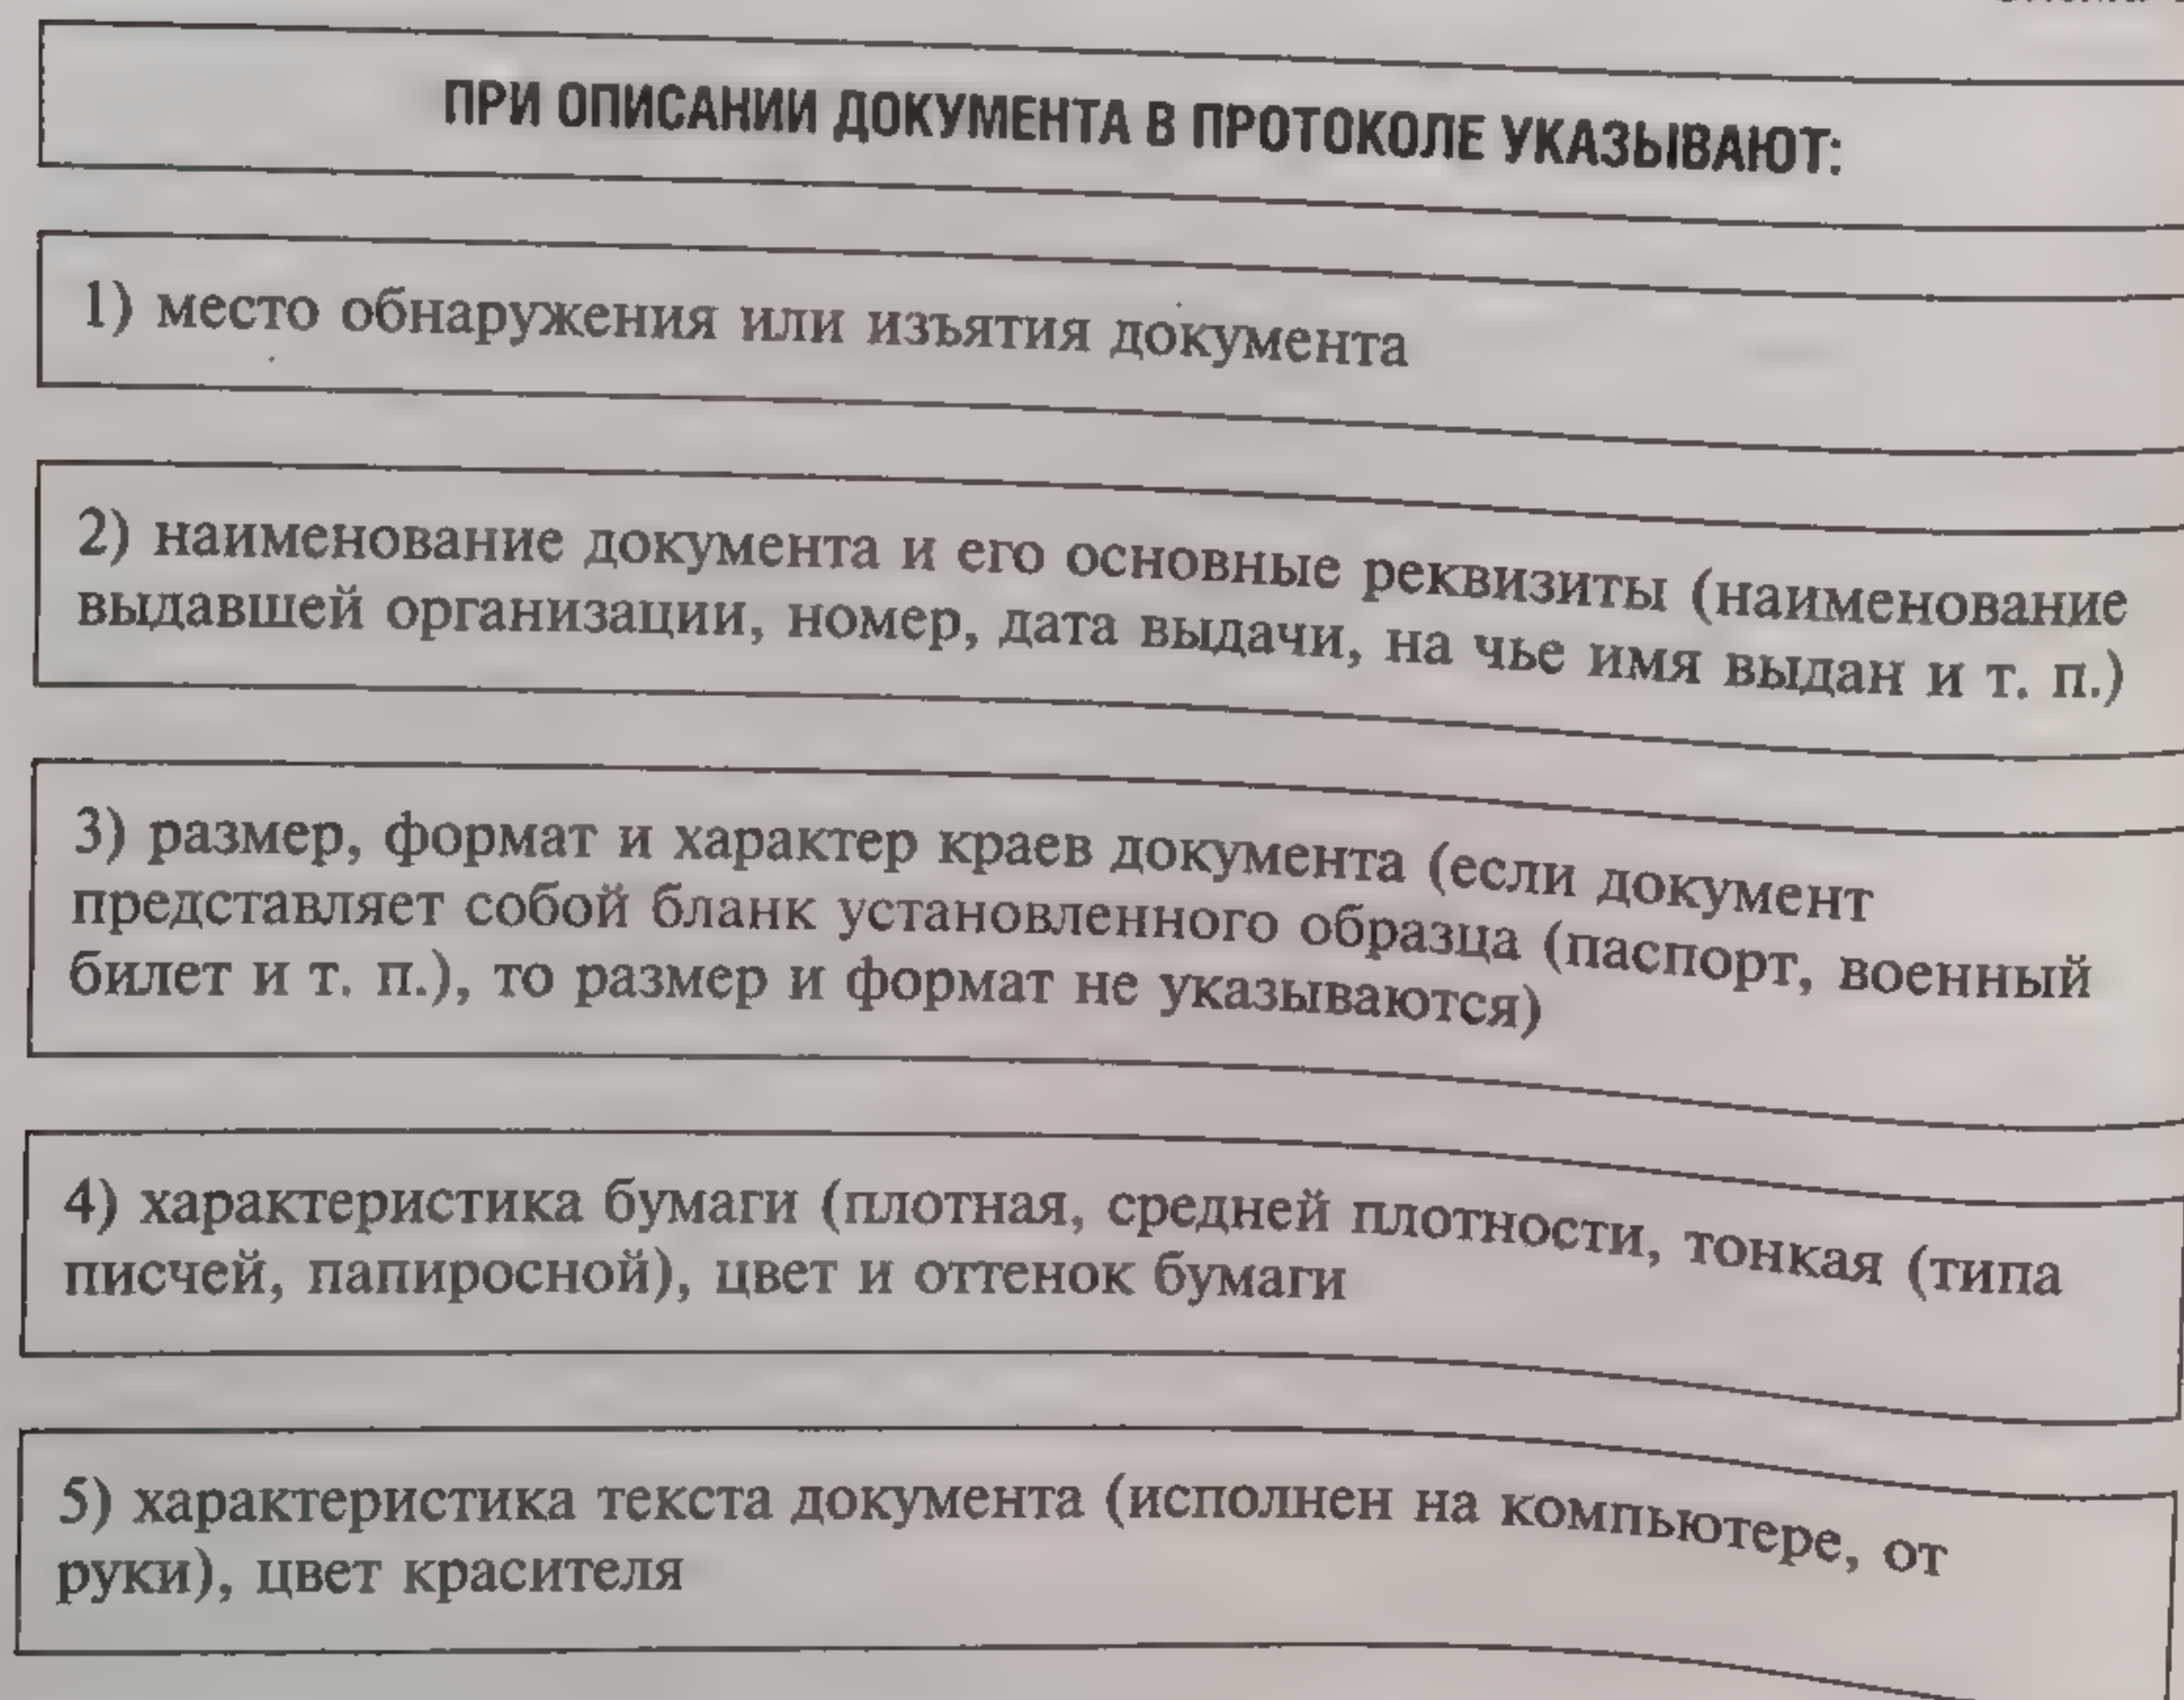 ПРИ ОПИСАНИИ ДОКУМЕНТА В ПРОТОКОЛЕ УКАЗЫВАЮТ:
1) место обнаружения или изъятия документа
2) наименование документа и его основные реквизиты (наименование
выдавшей организации, номер, дата выдачи, на чье имя выдан и т. п.)
3) размер, формат и характер краев документа (если документ
представляет собой бланк установленного образца (паспорт, военный
билет и т. п.), то размер и формат не указываются)
4) характеристика бумаги (плотная, средней плотности, тонкая (типа
писчей, папиросной), цвет и оттенок бумаги
5) характеристика текста документа (исполнен на компьютере, от
руки), цвет красителя